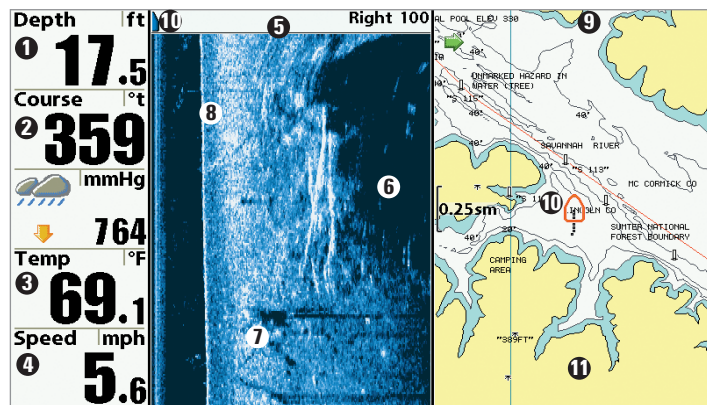 Depth ft
1
17.5
Course °t
2
359
mmHg
764
Temp °F
3
69.1
Speed mph
4
5.6
10
5
Right 100
8
6
7
9
AL POOL ELEV 330
40°
UNMARKED HAZARD IN
WATER (TREE)
"S 115"
40°
40°
SAVANNAH RIVER
40°
"S 113"
MC CORMICK CO
"S 11
10
0.25sm
LINCOLN CO
SUMTER NATIONAL
FOREST BOUNDARY
40°
20°
CAMPING
AREA
"389FT"
11